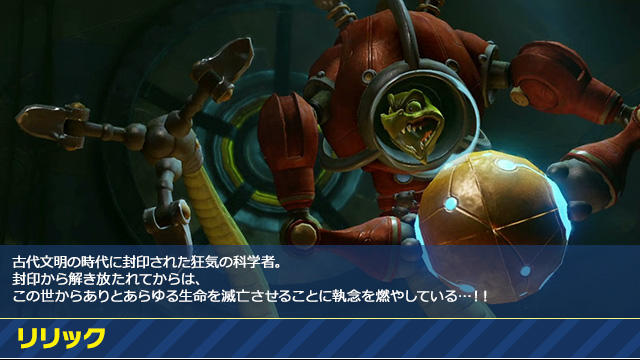 古代文明の時代に封印された狂気の科学者。
封印から解き放たれてからは、
この世からありとあらゆる生命を滅亡させることに執念を燃やしている…！！
リリック